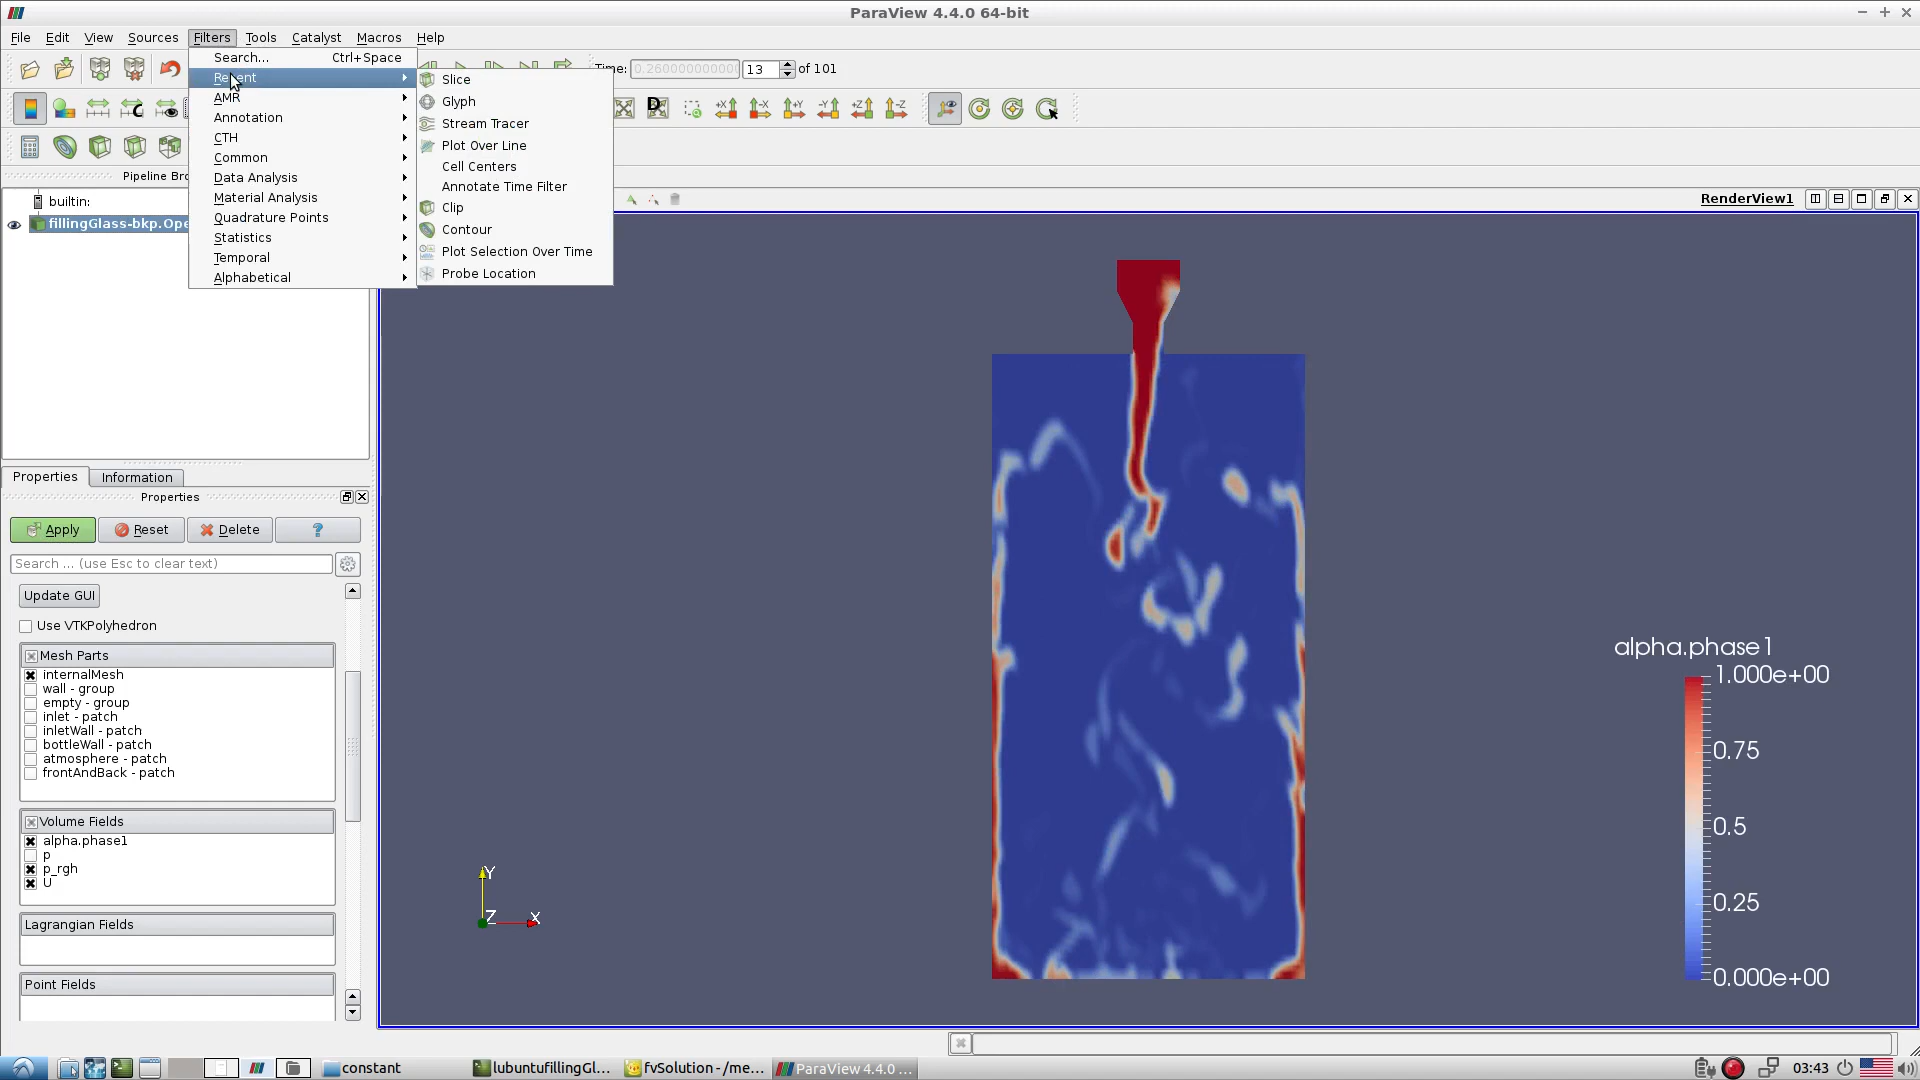 ParaView 4.4.0 64-bit
File Edit View Sources Filters Tools Catalyst Macros Help
Search... Ctrl+Space
Time: 0.260000000000 13 of 101
Recent
AMR
Annotation
CTH
Common
Data Analysis
Material Analysis
Quadrature Points
Statistics
Temporal
Alphabetical
Slice
Glyph
Stream Tracer
Plot Over Line
Cell Centers
Annotate Time Filter
Clip
Contour
Plot Selection Over Time
Probe Location
Pipeline Bro
builtin:
fillingGlass-bkp.Ope
RenderView1
Properties Information
Properties
Apply Reset Delete ?
Search ... (use Esc to clear text)
Update GUI
Use VTKPolyhedron
Mesh Parts
internalMesh
wall - group
empty - group
inlet - patch
inletWall - patch
bottleWall - patch
atmosphere - patch
frontAndBack - patch
Volume Fields
alpha.phase1
p
p_rgh
U
Lagrangian Fields
Point Fields
Y
Z X
alpha.phase1
1.000e+00
0.75
0.5
0.25
0.000e+00
constant lubuntufillingGl... fvSolution - /me... ParaView 4.4.0 ... 03:43